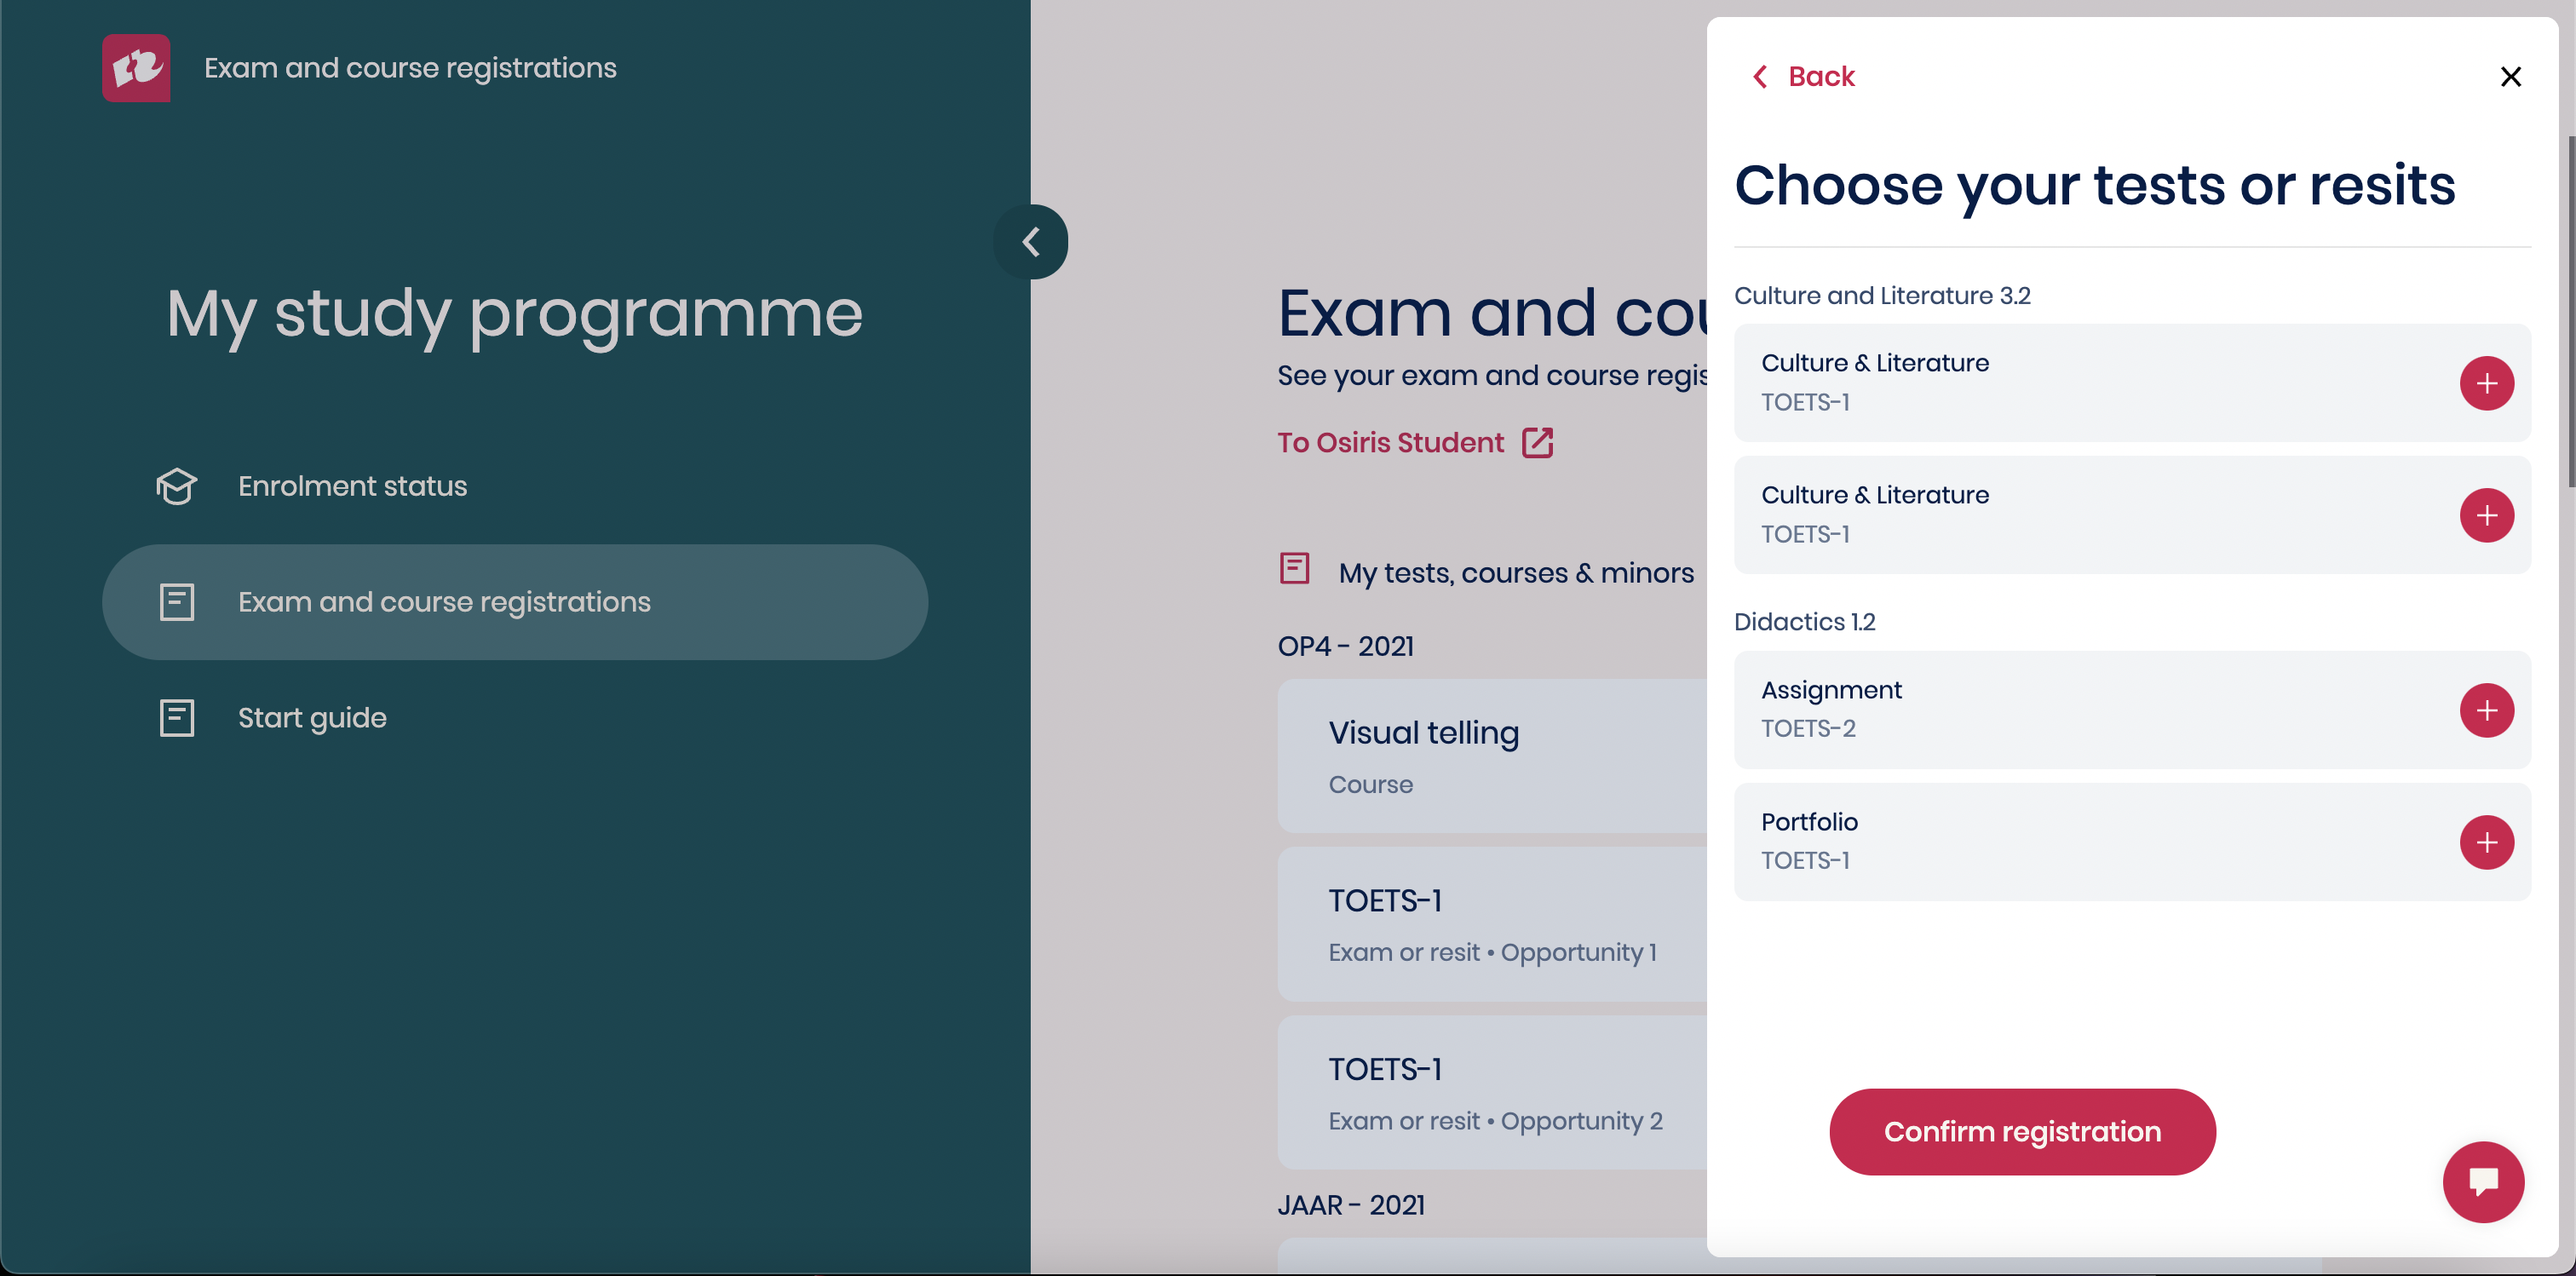 Exam and course registrations
My study programme
Enrolment status
Exam and course registrations
Start guide
Exam and cou
See your exam and course regis
To Osiris Student
My tests, courses & minors
OP4 - 2021
Visual telling
Course
TOETS-1
Exam or resit • Opportunity 1
TOETS-1
Exam or resit • Opportunity 2
JAAR - 2021
Back
Choose your tests or resits
Culture and Literature 3.2
Culture & Literature
TOETS-1
Culture & Literature
TOETS-1
Didactics 1.2
Assignment
TOETS-2
Portfolio
TOETS-1
Confirm registration